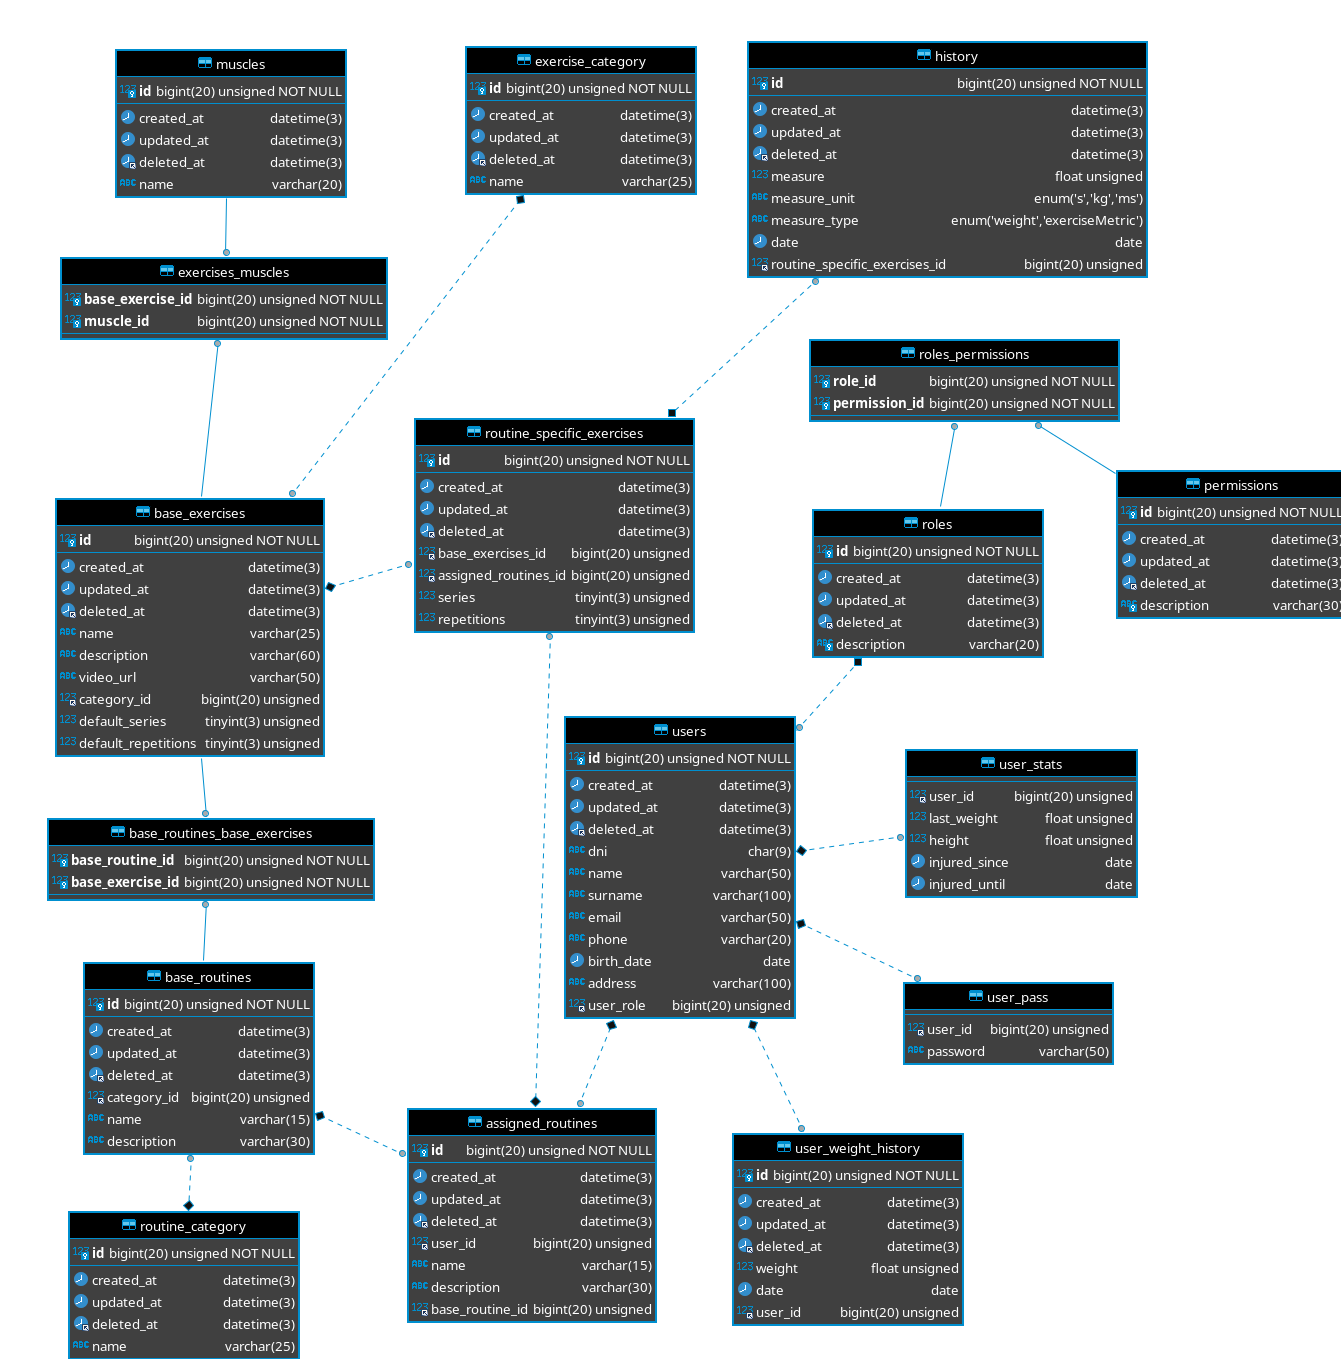 muscles
id bigint(20) unsigned NOT NULL
created_at datetime(3)
updated_at datetime(3)
deleted_at datetime(3)
name varchar(20)
exercise_category
id bigint(20) unsigned NOT NULL
created_at datetime(3)
updated_at datetime(3)
deleted_at datetime(3)
name varchar(25)
history
id bigint(20) unsigned NOT NULL
created_at datetime(3)
updated_at datetime(3)
deleted_at datetime(3)
measure float unsigned
measure_unit enum('s','kg','ms')
measure_type enum('weight','exerciseMetric')
date date
routine_specific_exercises_id bigint(20) unsigned
exercises_muscles
base_exercise_id bigint(20) unsigned NOT NULL
muscle_id bigint(20) unsigned NOT NULL
roles_permissions
role_id bigint(20) unsigned NOT NULL
permission_id bigint(20) unsigned NOT NULL
routine_specific_exercises
id bigint(20) unsigned NOT NULL
created_at datetime(3)
updated_at datetime(3)
deleted_at datetime(3)
base_exercises_id bigint(20) unsigned
assigned_routines_id bigint(20) unsigned
series tinyint(3) unsigned
repetitions tinyint(3) unsigned
permissions
id bigint(20) unsigned NOT NULL
created_at datetime(3)
updated_at datetime(3)
deleted_at datetime(3)
description varchar(30)
base_exercises
id bigint(20) unsigned NOT NULL
created_at datetime(3)
updated_at datetime(3)
deleted_at datetime(3)
name varchar(25)
description varchar(60)
video_url varchar(50)
category_id bigint(20) unsigned
default_series tinyint(3) unsigned
default_repetitions tinyint(3) unsigned
roles
id bigint(20) unsigned NOT NULL
created_at datetime(3)
updated_at datetime(3)
deleted_at datetime(3)
description varchar(20)
users
id bigint(20) unsigned NOT NULL
created_at datetime(3)
updated_at datetime(3)
deleted_at datetime(3)
dni char(9)
name varchar(50)
surname varchar(100)
email varchar(50)
phone varchar(20)
birth_date date
address varchar(100)
user_role bigint(20) unsigned
user_stats
user_id bigint(20) unsigned
last_weight float unsigned
height float unsigned
injured_since date
injured_until date
base_routines_base_exercises
base_routine_id bigint(20) unsigned NOT NULL
base_exercise_id bigint(20) unsigned NOT NULL
base_routines
id bigint(20) unsigned NOT NULL
created_at datetime(3)
updated_at datetime(3)
deleted_at datetime(3)
category_id bigint(20) unsigned
name varchar(15)
description varchar(30)
user_pass
user_id bigint(20) unsigned
password varchar(50)
assigned_routines
id bigint(20) unsigned NOT NULL
created_at datetime(3)
updated_at datetime(3)
deleted_at datetime(3)
user_id bigint(20) unsigned
name varchar(15)
description varchar(30)
base_routine_id bigint(20) unsigned
user_weight_history
id bigint(20) unsigned NOT NULL
created_at datetime(3)
updated_at datetime(3)
deleted_at datetime(3)
weight float unsigned
date date
user_id bigint(20) unsigned
routine_category
id bigint(20) unsigned NOT NULL
created_at datetime(3)
updated_at datetime(3)
deleted_at datetime(3)
name varchar(25)